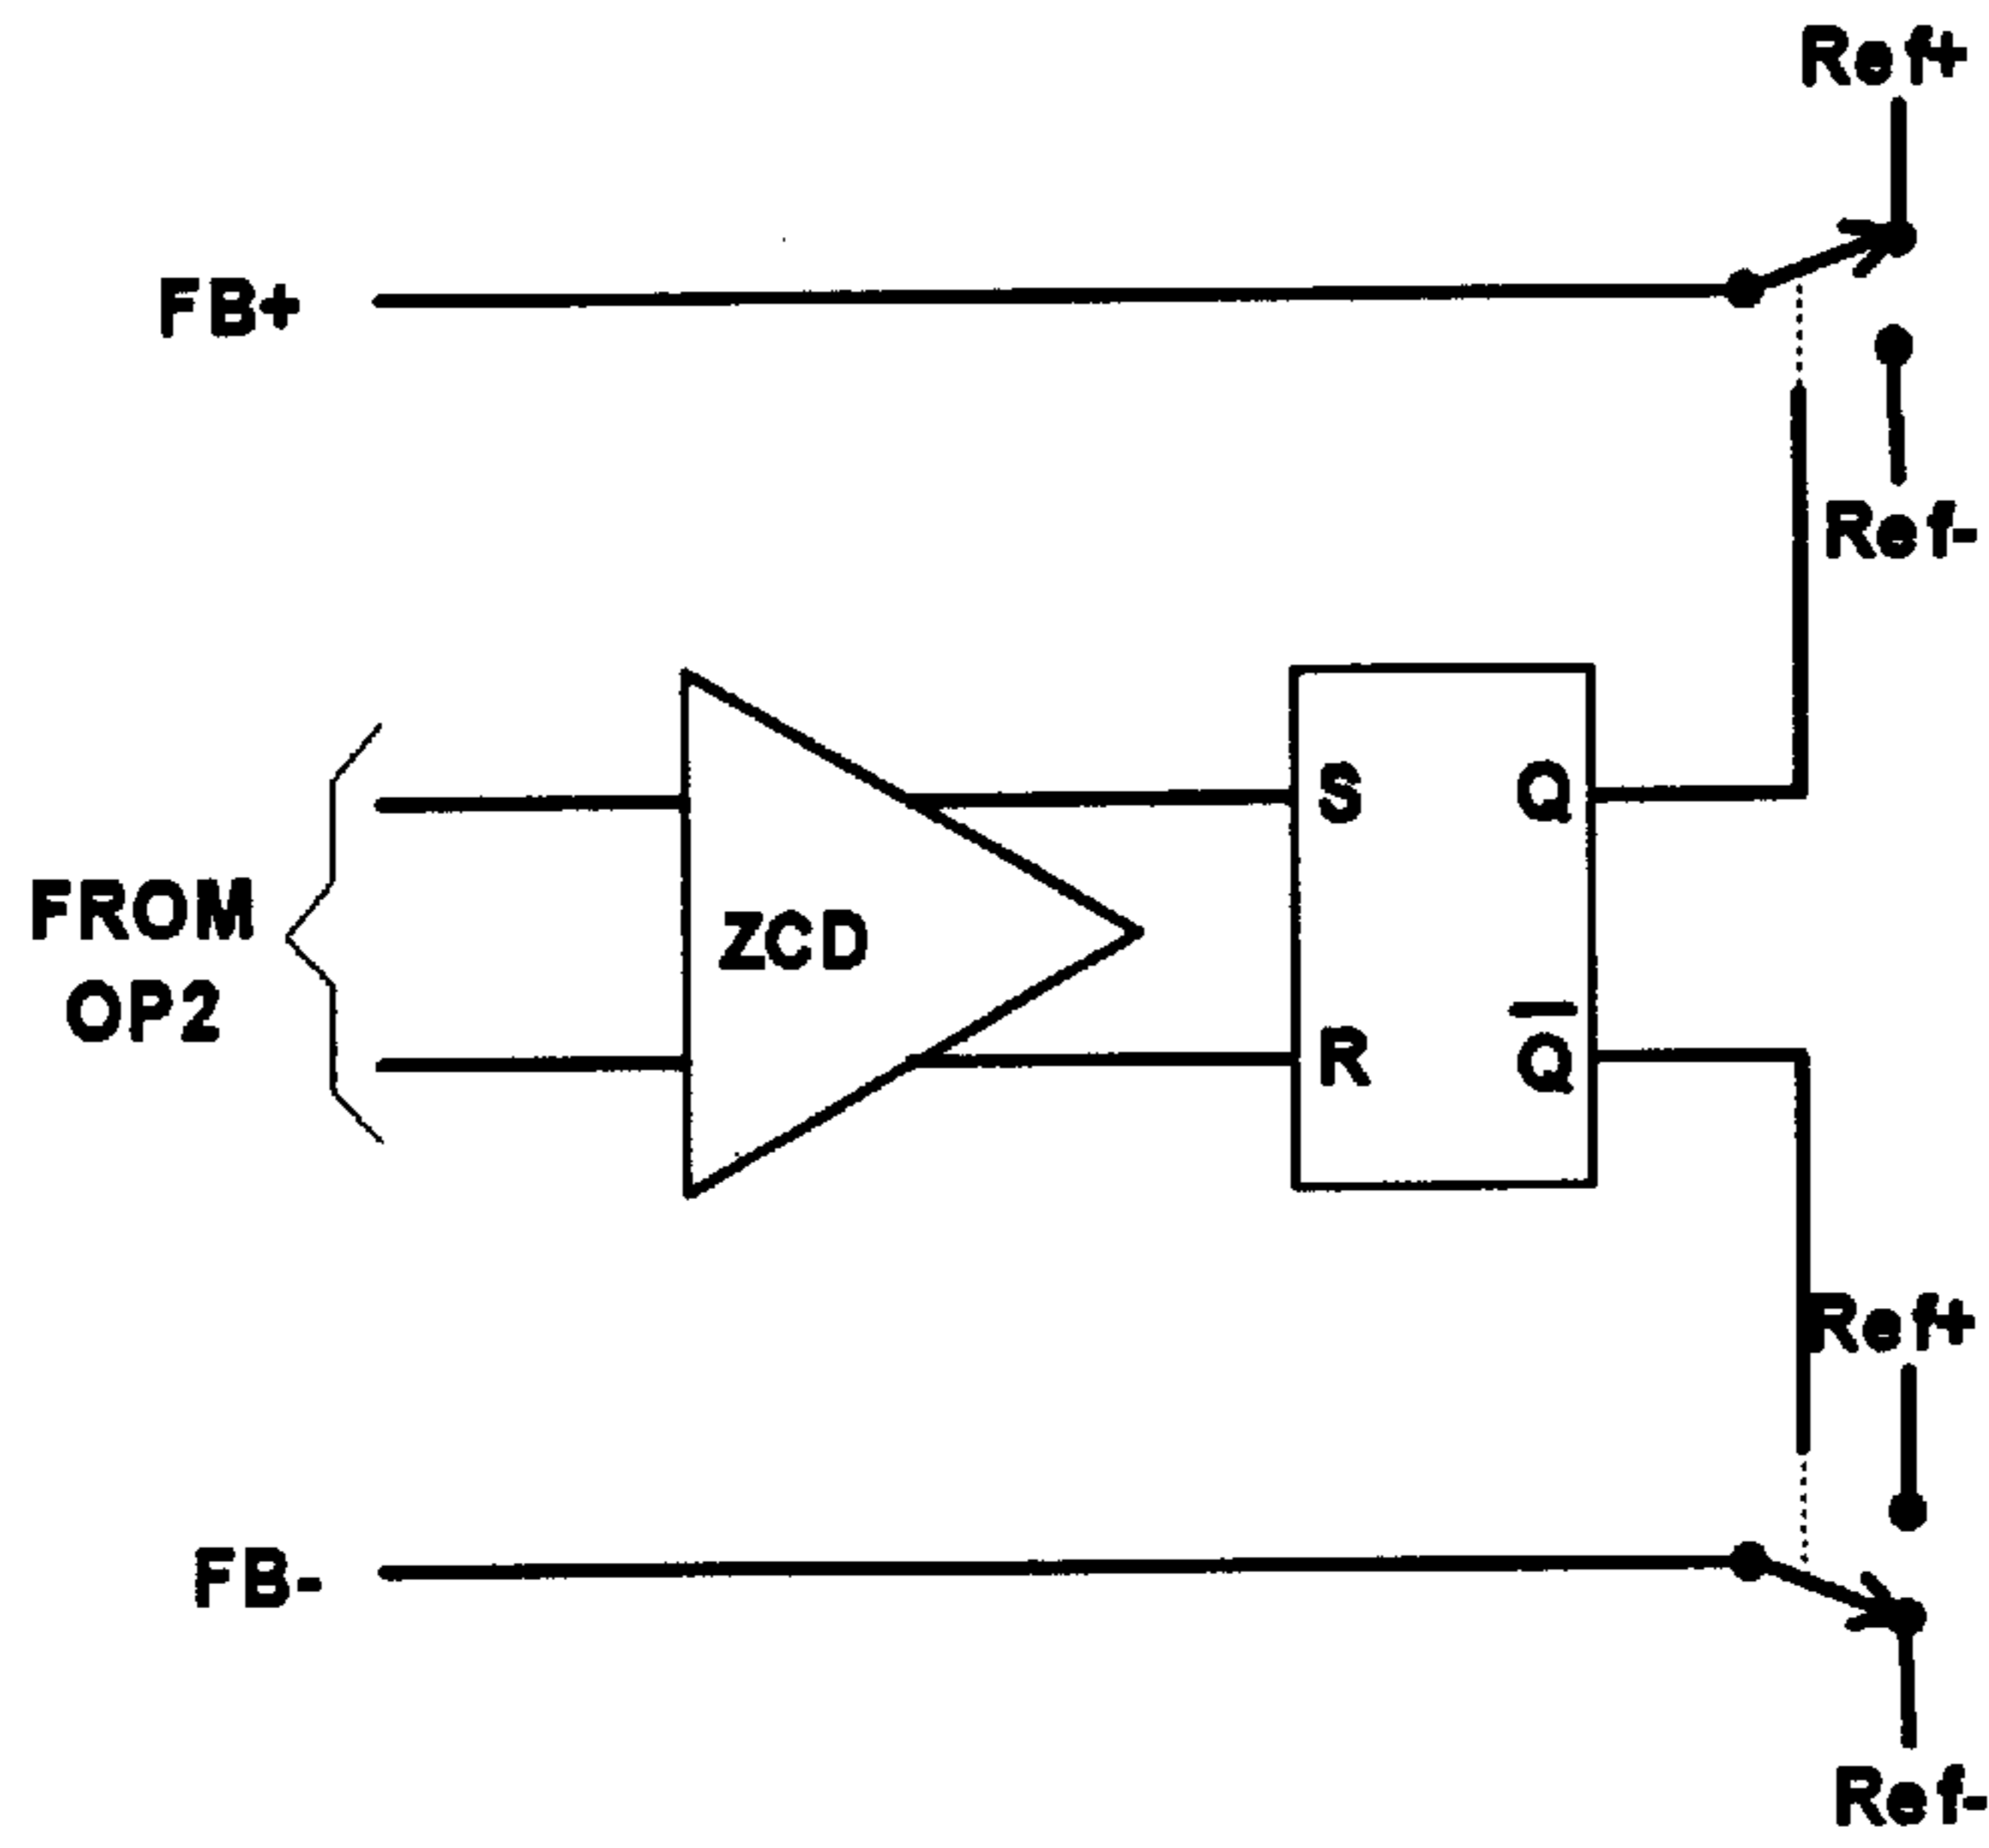 Ref+
FB+
Ref-
S Q
FROM
OP2
ZCD
R Q̅
Ref+
FB-
Ref-